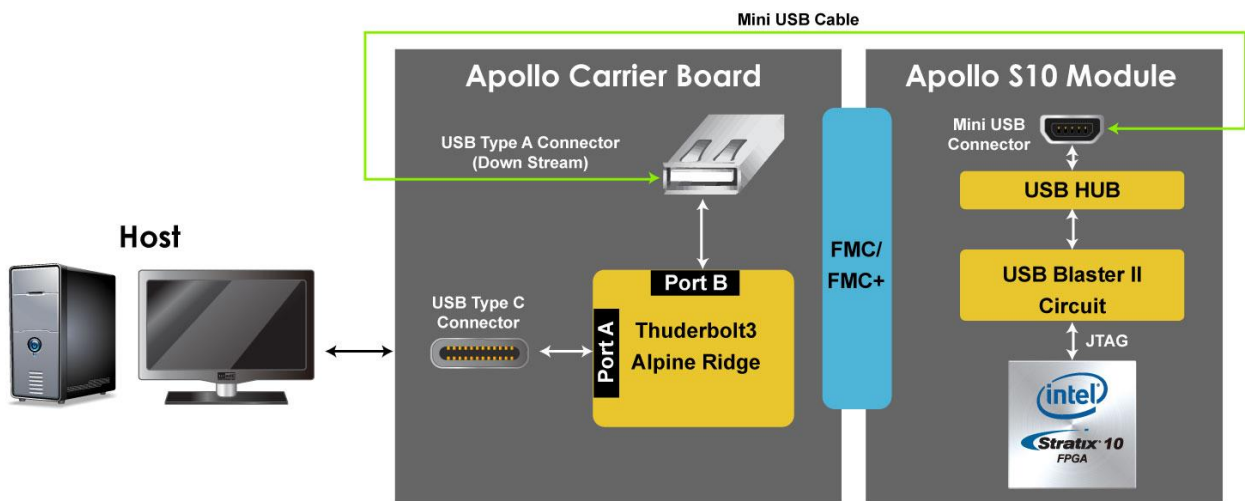 Mini USB Cable
Apollo Carrier Board
Apollo S10 Module
USB Type A Connector
(Down Stream)
Mini USB
Connector
USB HUB
Host
FMC/
FMC+
USB Blaster II
Circuit
Port B
USB Type C
Connector
Port A
Thuderbolt3
Alpine Ridge
JTAG
intel
Stratix 10
FPGA